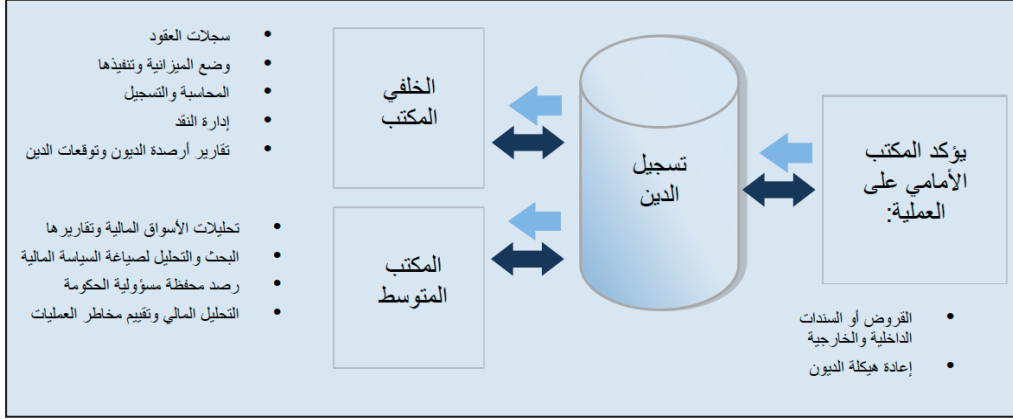 يؤكد المكتب
الأمامي على
العملية:
• القروض أو السندات
الداخلية والخارجية
• إعادة هيكلة الديون
تسجيل
الدين
الخلفي
المكتب
• سجلات العقود
• وضع الميزانية وتنفيذها
• المحاسبة والتسجيل
• إدارة النقد
• تقارير أرصدة الديون وتوقعات الدين
المكتب
المتوسط
• تحليلات الأسواق المالية وتقاريرها
• البحث والتحليل لصياغة السياسة المالية
• رصد محفظة مسؤولية الحكومة
• التحليل المالي وتقييم مخاطر العمليات